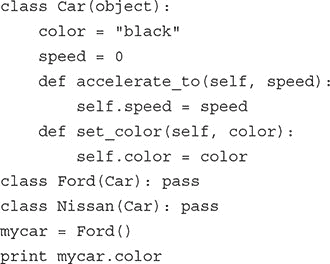 class Car(object):
    color = "black"
    speed = 0
    def accelerate_to(self, speed):
        self.speed = speed
    def set_color(self, color):
        self.color = color
class Ford(Car): pass
class Nissan(Car): pass
mycar = Ford()
print mycar.color